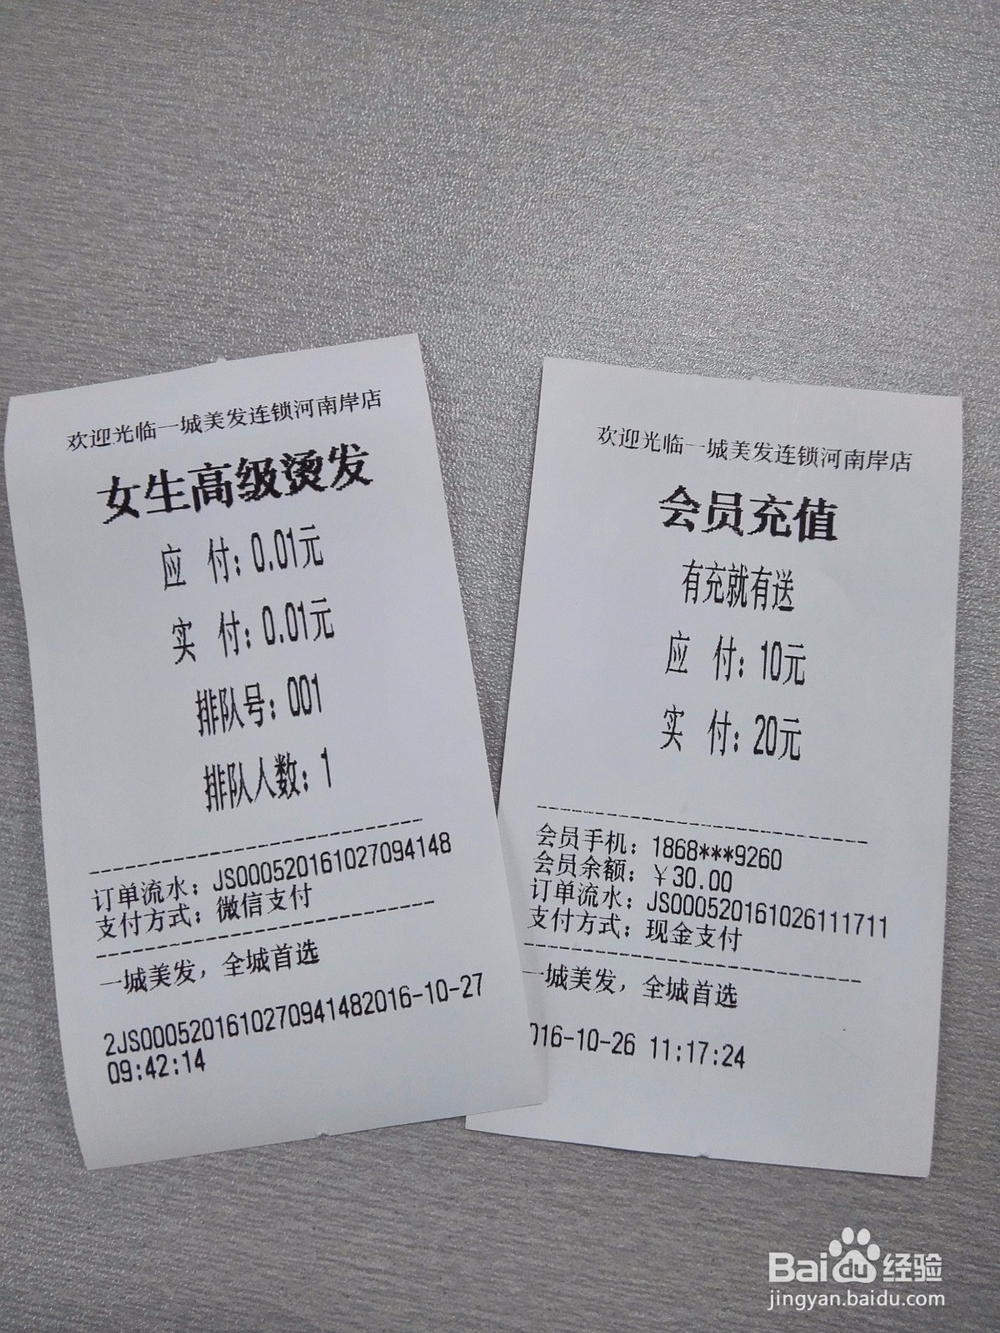 欢迎光临一城美发连锁河南岸店
女生高级烫发
应 付：0.01元
实 付：0.01元
排队号：001
排队人数：1
订单流水：JS000520161027094148
支付方式：微信支付
一城美发，全城首选
2JS0005201610270941482016-10-27
09:42:14
欢迎光临一城美发连锁河南岸店
会员充值
有充就有送
应 付：10元
实 付：20元
会员手机：1868***9260
会员余额：￥30.00
订单流水：JS000520161026111711
支付方式：现金支付
一城美发，全城首选
016-10-26 11:17:24
Baidu 经验
jingyan.baidu.com